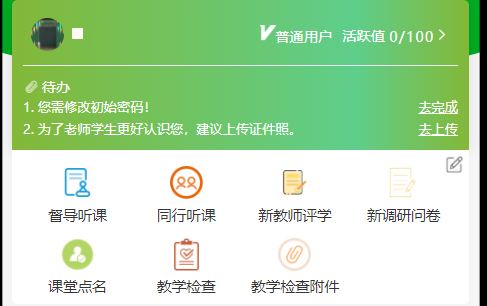 V普通用户 活跃值 0/100
待办
1. 您需修改初始密码！ 去完成
2. 为了老师学生更好认识您，建议上传证件照。 去上传
督导听课 同行听课 新教师评学 新调研问卷
课堂点名 教学检查 教学检查附件